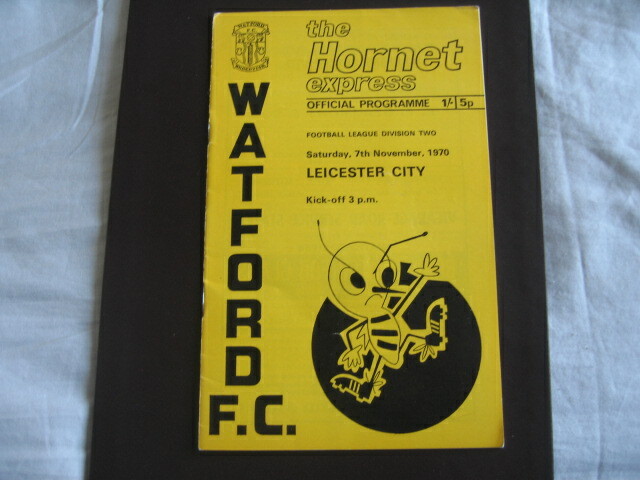 WATFORD
F.C.
the
Hornet
express
OFFICIAL PROGRAMME 1/-|5p
FOOTBALL LEAGUE DIVISION TWO
Saturday, 7th November, 1970
LEICESTER CITY
Kick-off 3 p.m.
WATFORD F.C.